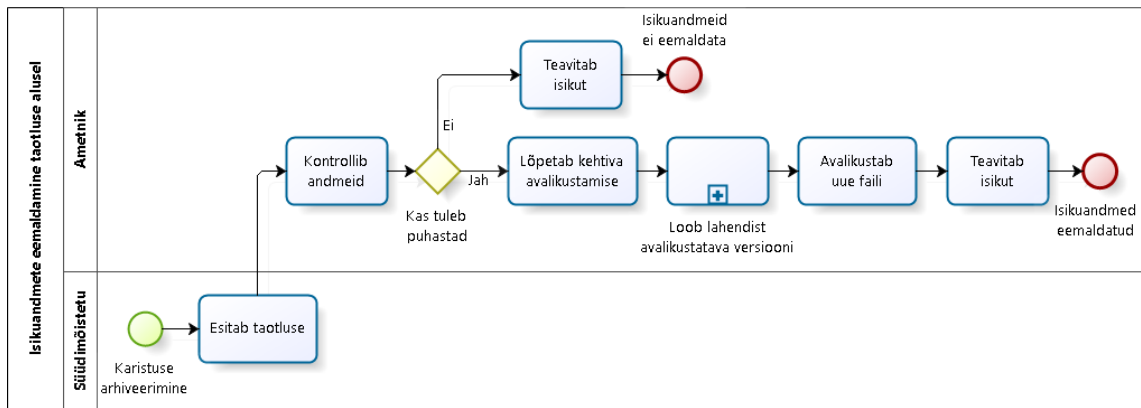 Isikuandmete eemaldamine taotluse alusel
Ametnik
Isikuandmeid
ei eemaldata
Teavitab
isikut
Ei
Kontrollib
andmeid
Jah
Kas tuleb
puhastad
Lõpetab kehtiva
avalikustamise
Loob lahendist
avalikustatava versiooni
Avalikustab
uue faili
Teavitab
isikut
Isikuandmed
eemaldatud
Süüdimõistetu
Esitab taotluse
Karistuse
arhiveerimine